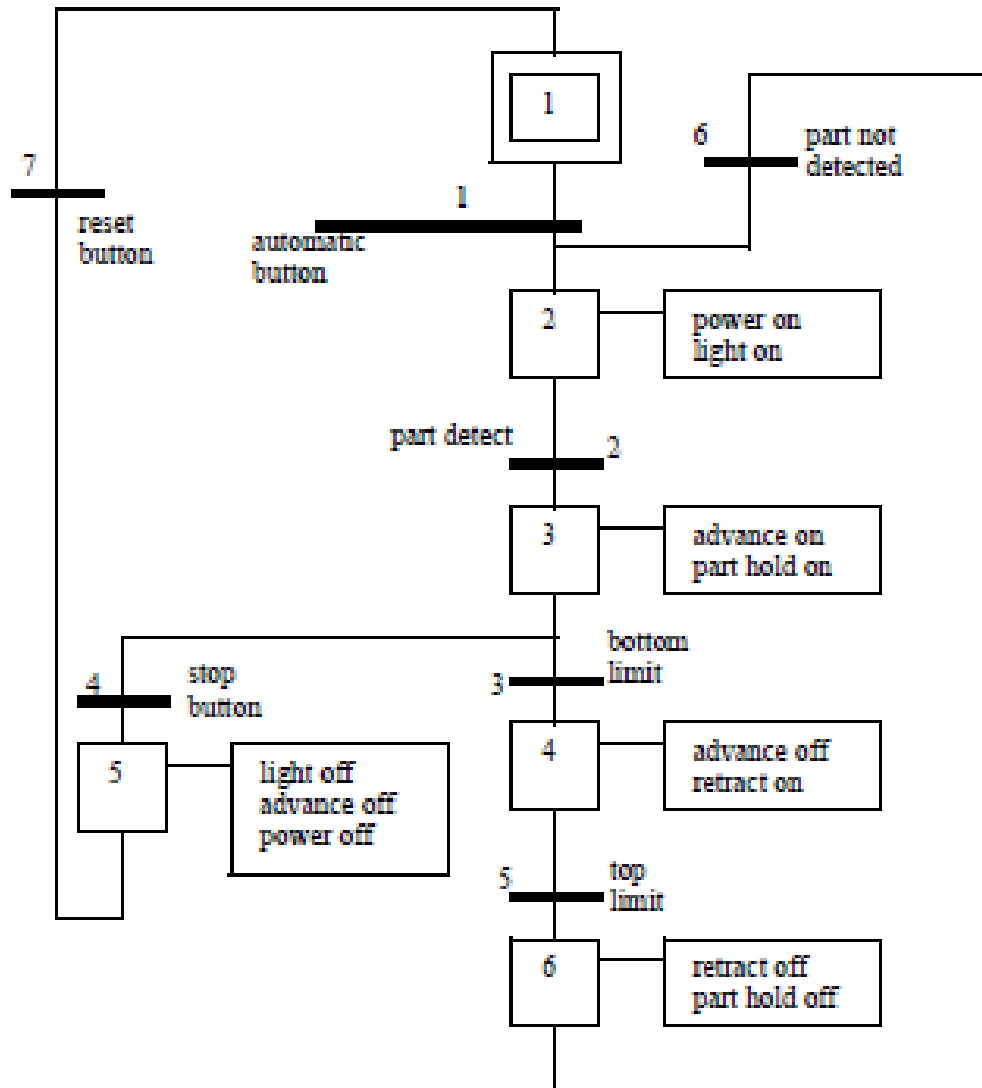 1
6
part not
detected
7
reset
button
1
automatic
button
2
power on
light on
part detect
2
3
advance on
part hold on
bottom
limit
3
4
stop
button
4
advance off
retract on
5
light off
advance off
power off
5
top
limit
6
retract off
part hold off